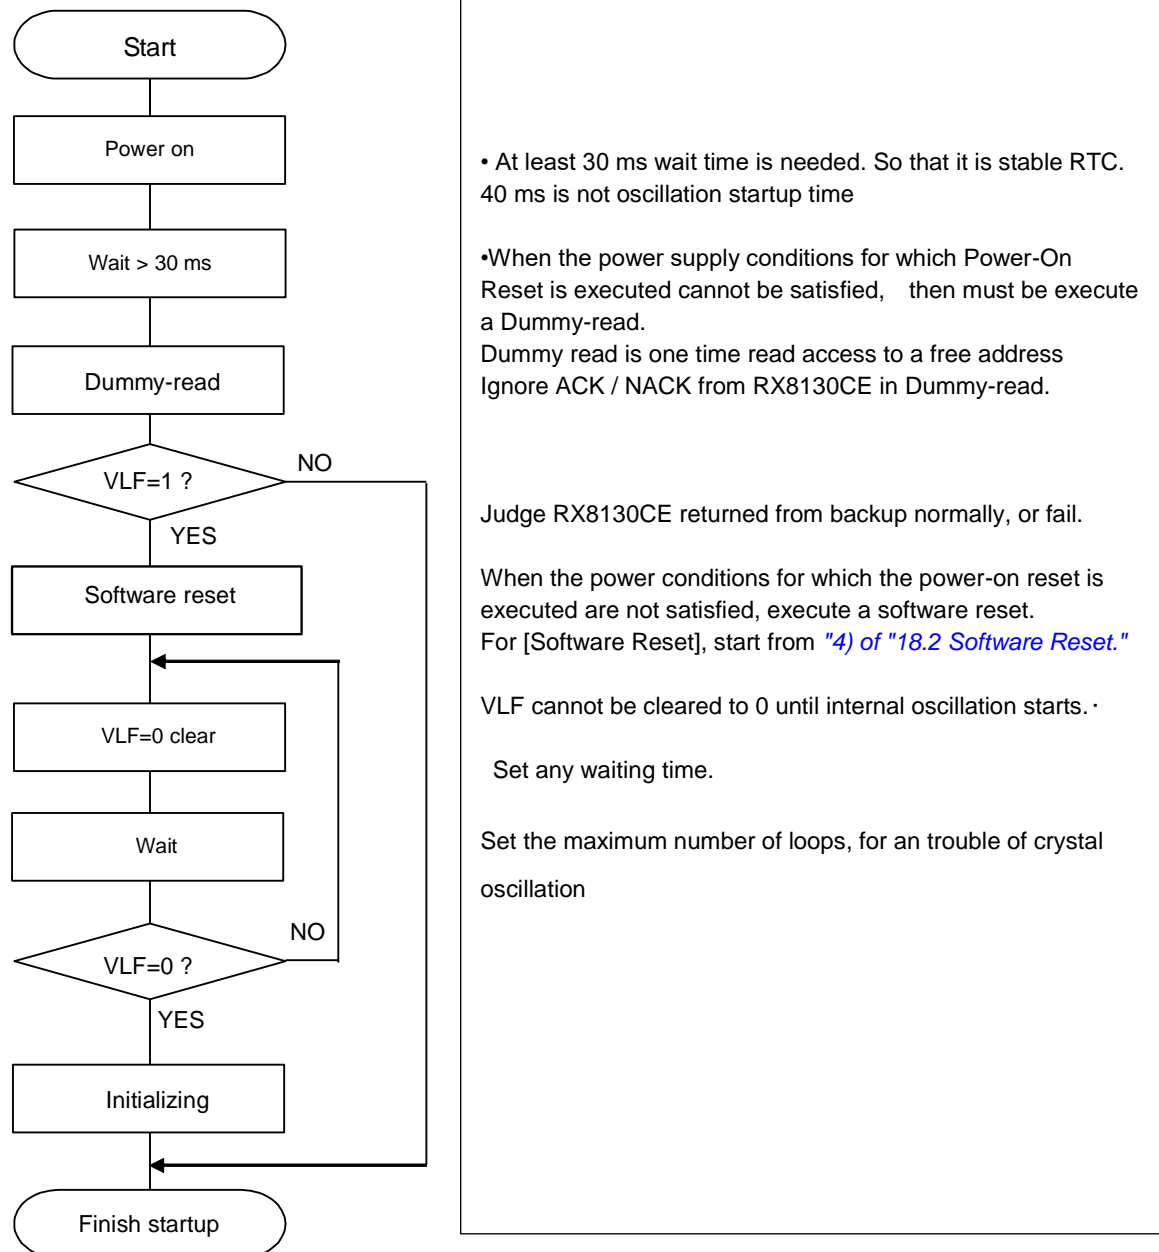 Start
Power on
Wait > 30 ms
Dummy-read
VLF=1 ?
NO
YES
Software reset
VLF=0 clear
Wait
VLF=0 ?
NO
YES
Initializing
Finish startup
• At least 30 ms wait time is needed. So that it is stable RTC.
40 ms is not oscillation startup time
•When the power supply conditions for which Power-On
Reset is executed cannot be satisfied, then must be execute
a Dummy-read.
Dummy read is one time read access to a free address
Ignore ACK / NACK from RX8130CE in Dummy-read.
Judge RX8130CE returned from backup normally, or fail.
When the power conditions for which the power-on reset is
executed are not satisfied, execute a software reset.
For [Software Reset], start from "4) of "18.2 Software Reset."
VLF cannot be cleared to 0 until internal oscillation starts.･
Set any waiting time.
Set the maximum number of loops, for an trouble of crystal
oscillation